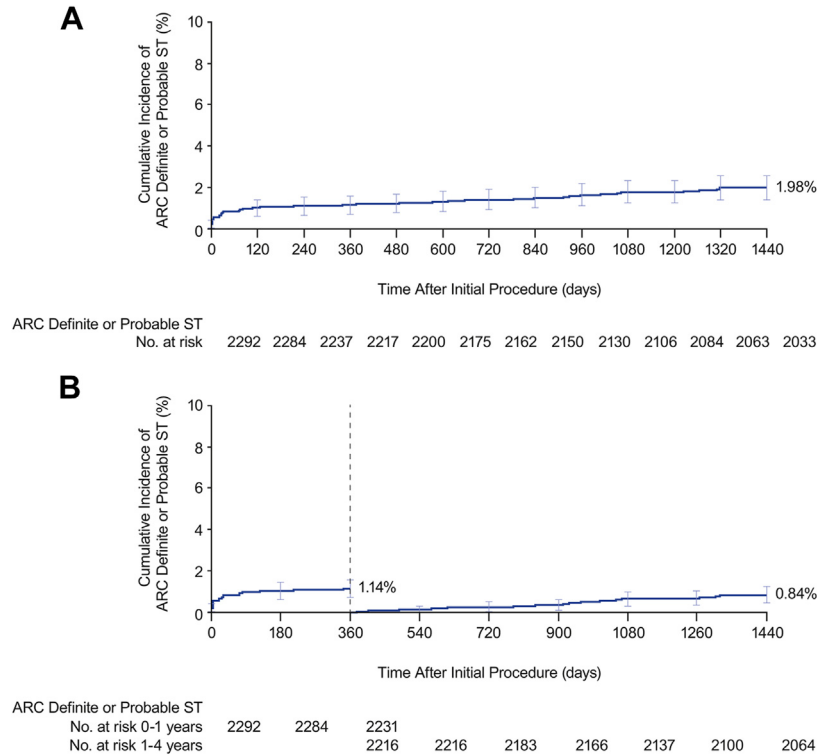 A
Cumulative Incidence of
ARC Definite or Probable ST (%)
10
8
6
4
2
0
1.98%
0 120 240 360 480 600 720 840 960 1080 1200 1320 1440
Time After Initial Procedure (days)
ARC Definite or Probable ST
No. at risk 2292 2284 2237 2217 2200 2175 2162 2150 2130 2106 2084 2063 2033
B
Cumulative Incidence of
ARC Definite or Probable ST (%)
10
8
6
4
2
0
1.14%
0.84%
0 180 360 540 720 900 1080 1260 1440
Time After Initial Procedure (days)
ARC Definite or Probable ST
No. at risk 0-1 years 2292 2284 2231
No. at risk 1-4 years 2216 2216 2183 2166 2137 2100 2064